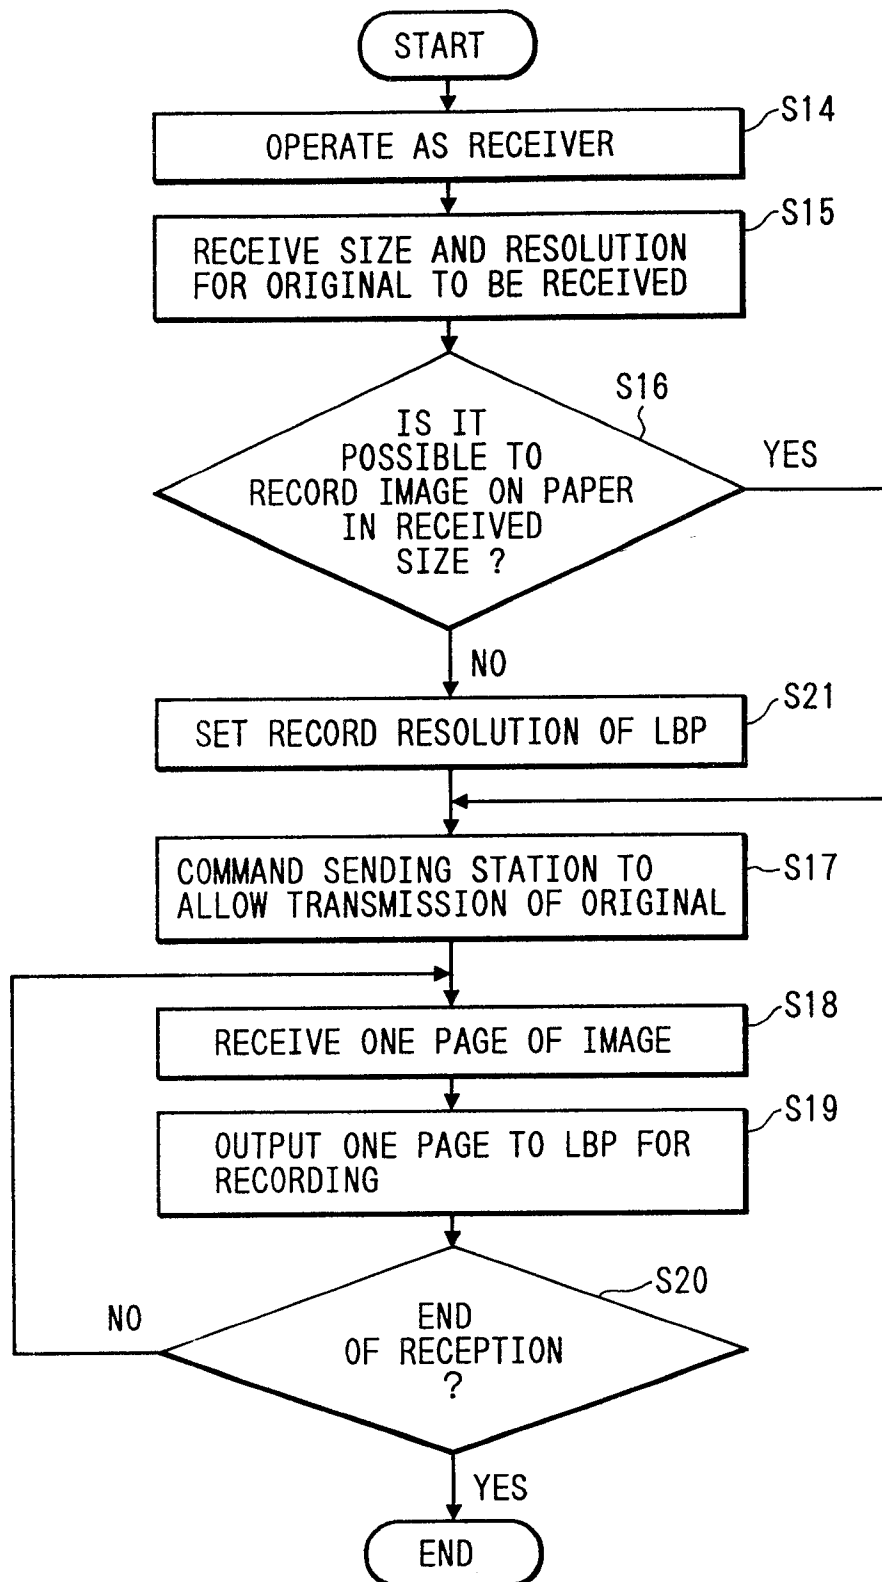 START
S14
OPERATE AS RECEIVER
S15
RECEIVE SIZE AND RESOLUTION
FOR ORIGINAL TO BE RECEIVED
S16
IS IT
POSSIBLE TO
RECORD IMAGE ON PAPER
IN RECEIVED
SIZE ?
YES
NO
S21
SET RECORD RESOLUTION OF LBP
S17
COMMAND SENDING STATION TO
ALLOW TRANSMISSION OF ORIGINAL
S18
RECEIVE ONE PAGE OF IMAGE
S19
OUTPUT ONE PAGE TO LBP FOR
RECORDING
S20
END
OF RECEPTION
?
NO
YES
END